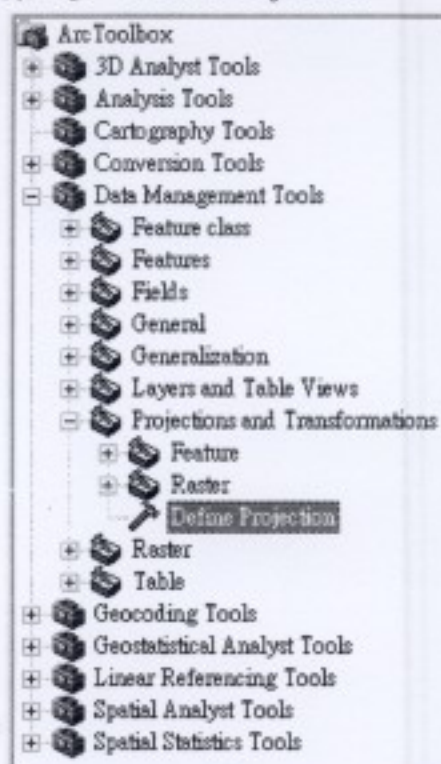 ArcToolbox
3D Analyst Tools
Analysis Tools
Cartography Tools
Conversion Tools
Data Management Tools
Feature class
Features
Fields
General
Generalization
Layers and Table Views
Projections and Transformations
Feature
Raster
Define Projection
Raster
Table
Geocoding Tools
Geostatistical Analyst Tools
Linear Referencing Tools
Spatial Analyst Tools
Spatial Statistics Tools